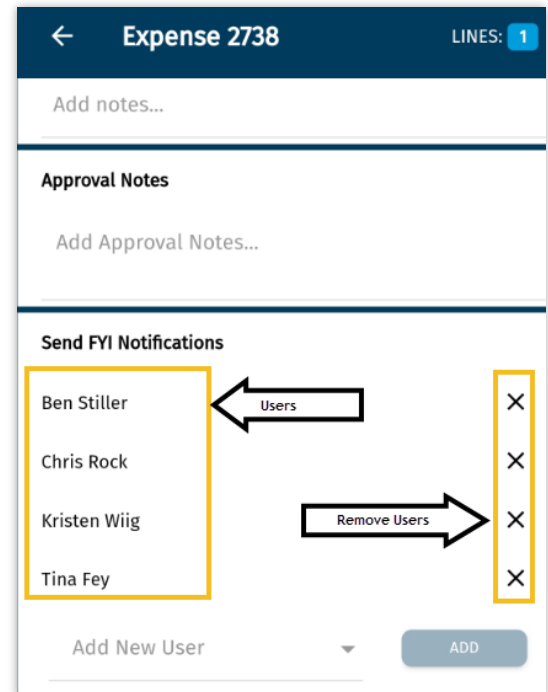 Expense 2738 LINES: 1
Add notes...
Approval Notes
Add Approval Notes...
Send FYI Notifications
Ben Stiller
Users
Chris Rock
Kristen Wiig
Remove Users
Tina Fey
Add New User ADD